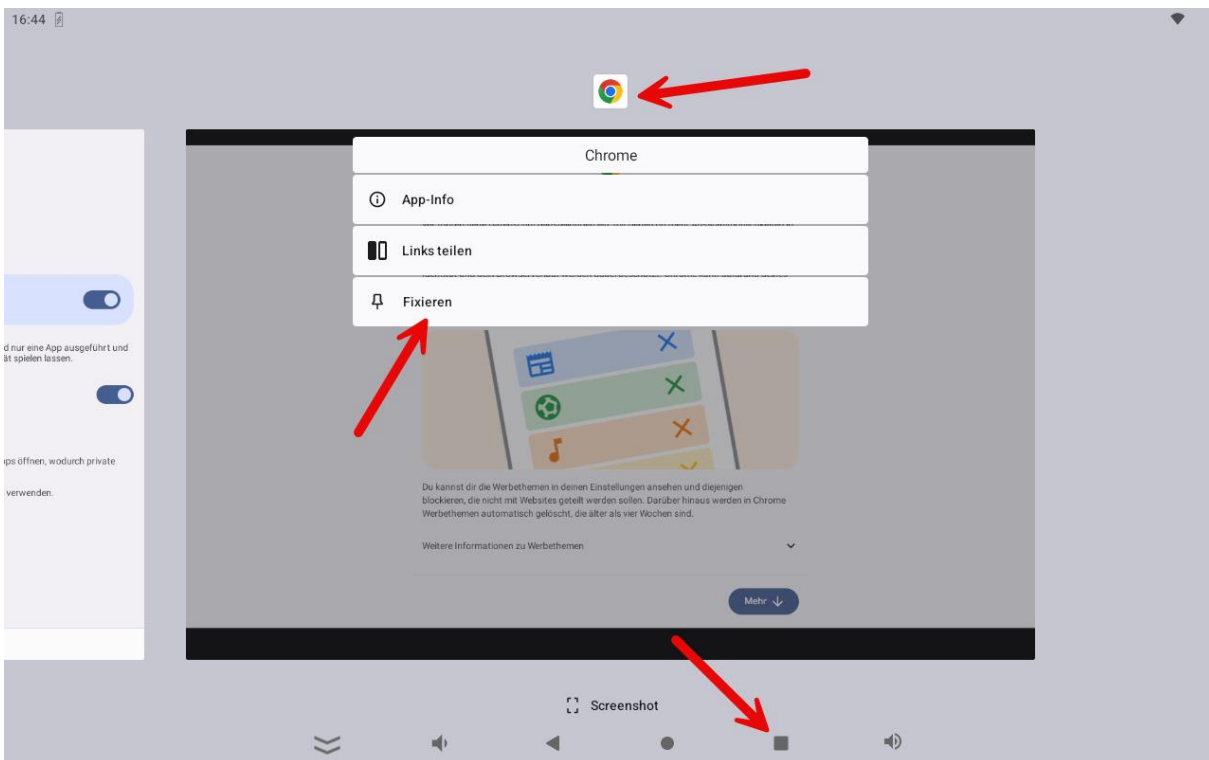 16:44
Chrome
App-Info
Links teilen
Fixieren
d nur eine App ausgeführt und
ät spielen lassen.
öffnen, wodurch private
verwenden.
Du kannst dir die Werbethemen in deinen Einstellungen ansehen und diejenigen
blockieren, die nicht mit Websites geteilt werden sollen. Darüber hinaus werden in Chrome
Werbethemen automatisch gelöscht, die älter als vier Wochen sind.
Weitere Informationen zu Werbethemen
Mehr
Screenshot